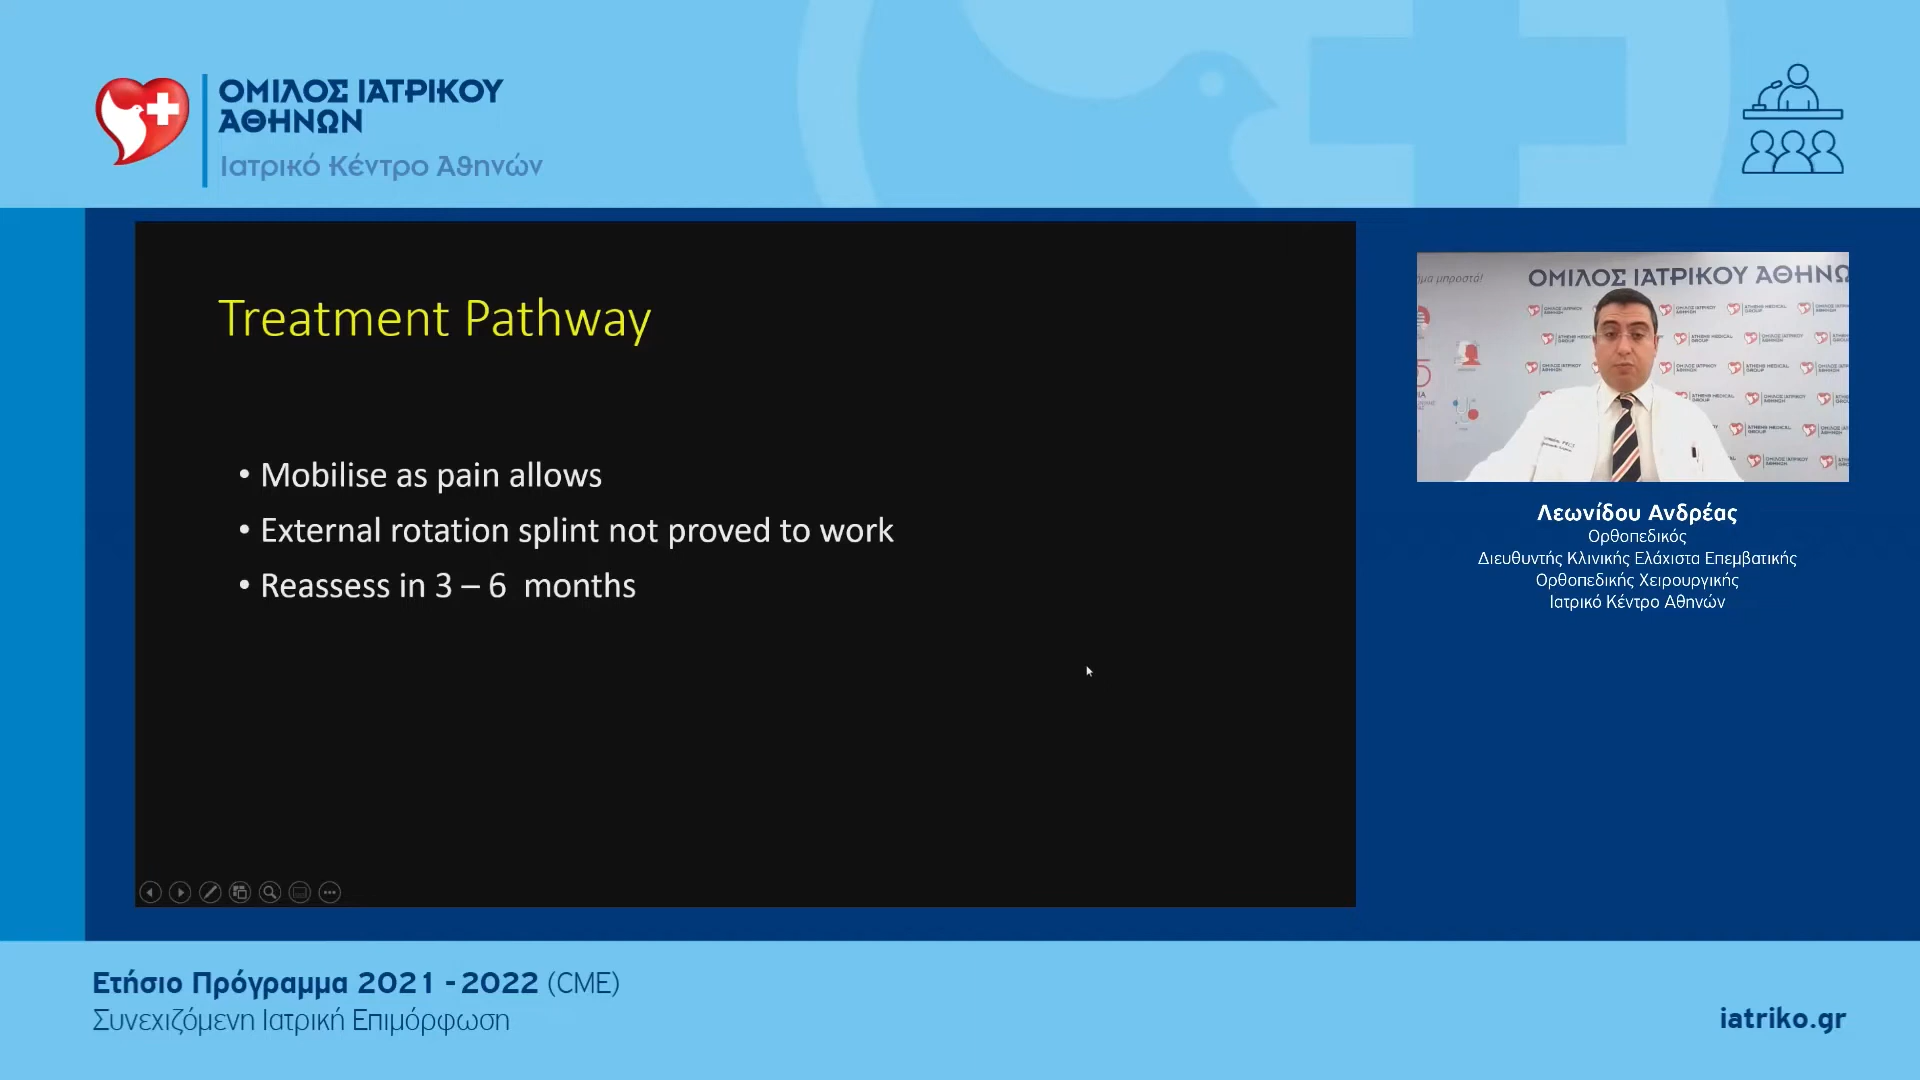 ΟΜΙΛΟΣ ΙΑΤΡΙΚΟΥ
ΑΘΗΝΩΝ
Ιατρικό Κέντρο Αθηνών
Treatment Pathway
• Mobilise as pain allows
• External rotation splint not proved to work
• Reassess in 3 – 6 months
μπροστά!
ΟΜΙΛΟΣ ΙΑΤΡΙΚΟΥ ΑΘΗΝΩ
Λεωνίδου Ανδρέας
Ορθοπεδικός
Διευθυντής Κλινικής Ελάχιστα Επεμβατικής
Ορθοπεδικής Χειρουργικής
Ιατρικό Κέντρο Αθηνών
Ετήσιο Πρόγραμμα 2021 - 2022 (CME)
Συνεχιζόμενη Ιατρική Επιμόρφωση
iatriko.gr